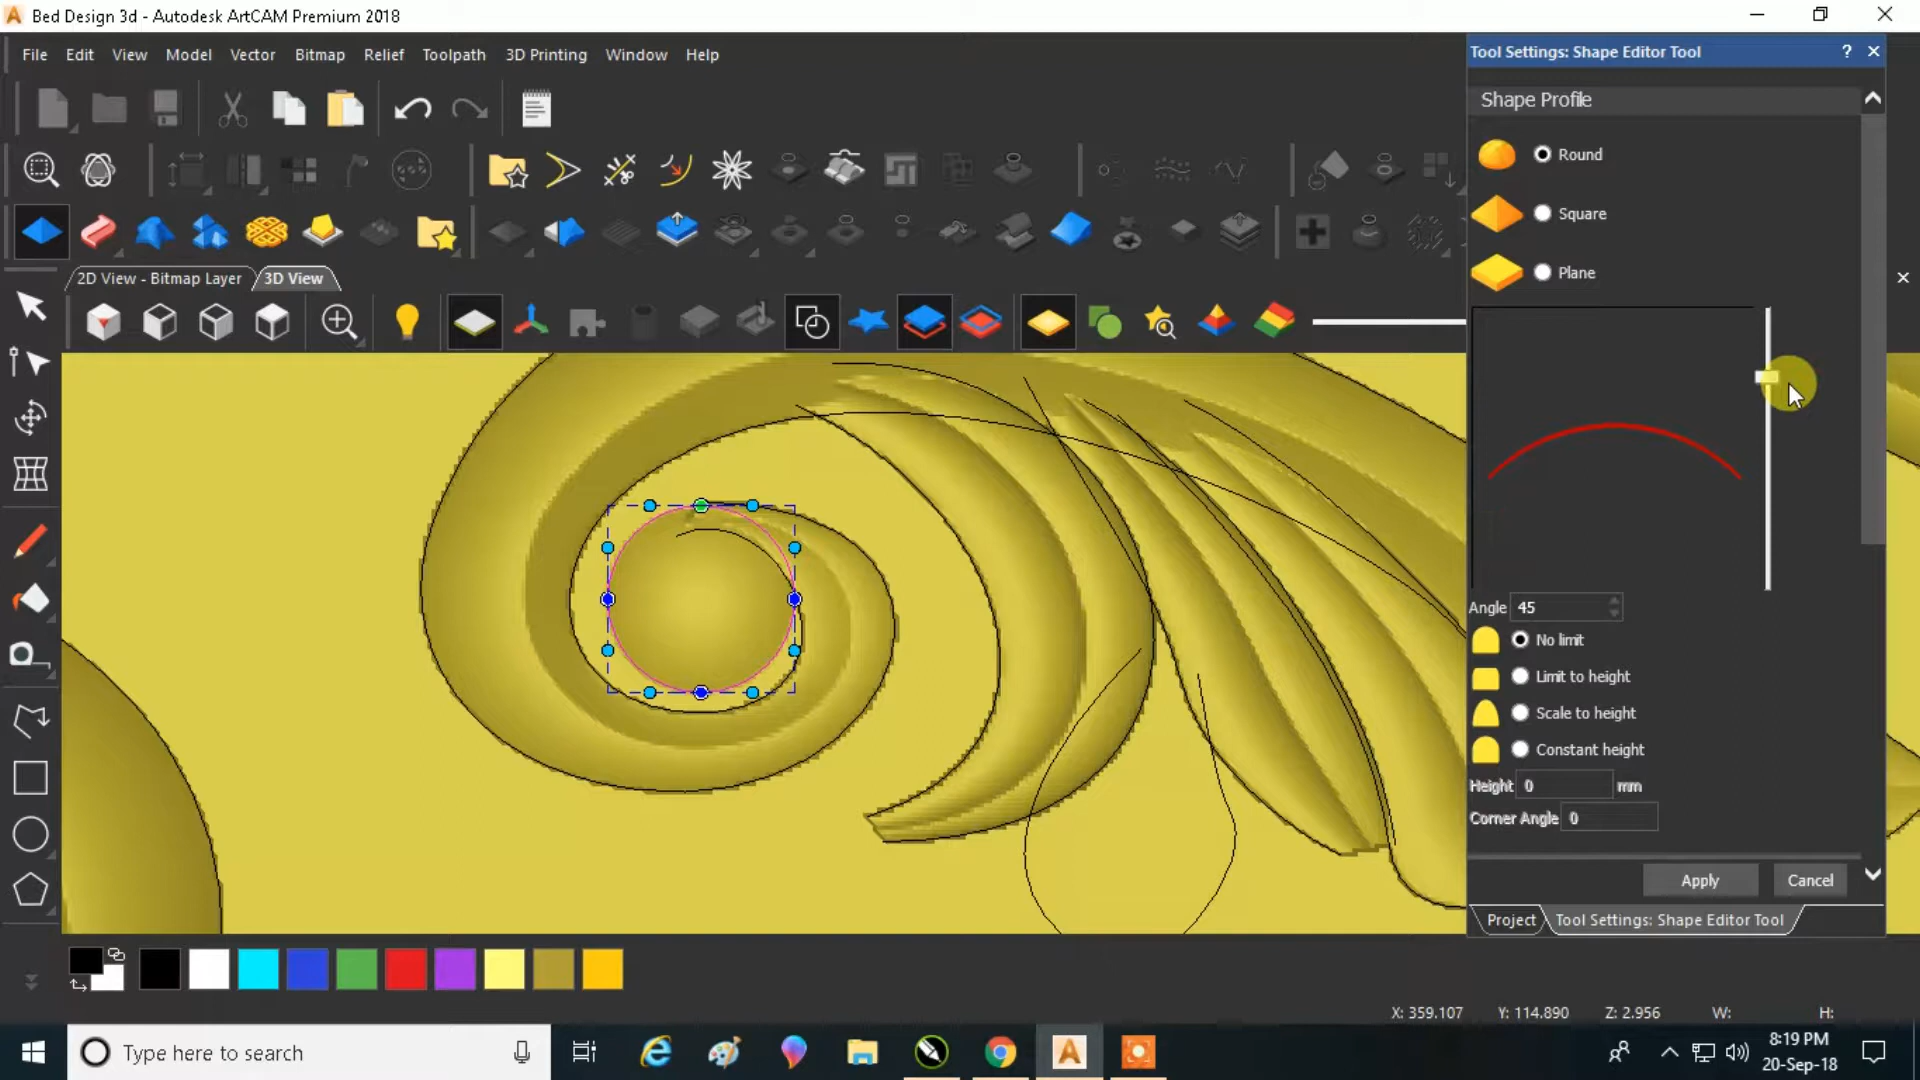 Bed Design 3d - Autodesk ArtCAM Premium 2018
File Edit View Model Vector Bitmap Relief Toolpath 3D Printing Window Help
Tool Settings: Shape Editor Tool
?
Shape Profile
Round
Square
Plane
2D View - Bitmap Layer
3D View
Angle 45
No limit
Limit to height
Scale to height
Constant height
Height 0 mm
Corner Angle 0
Apply
Cancel
Project
Tool Settings: Shape Editor Tool
X: 359.107 Y: 114.890 Z: 2.956 W: H:
Type here to search
8:19 PM
20-Sep-18